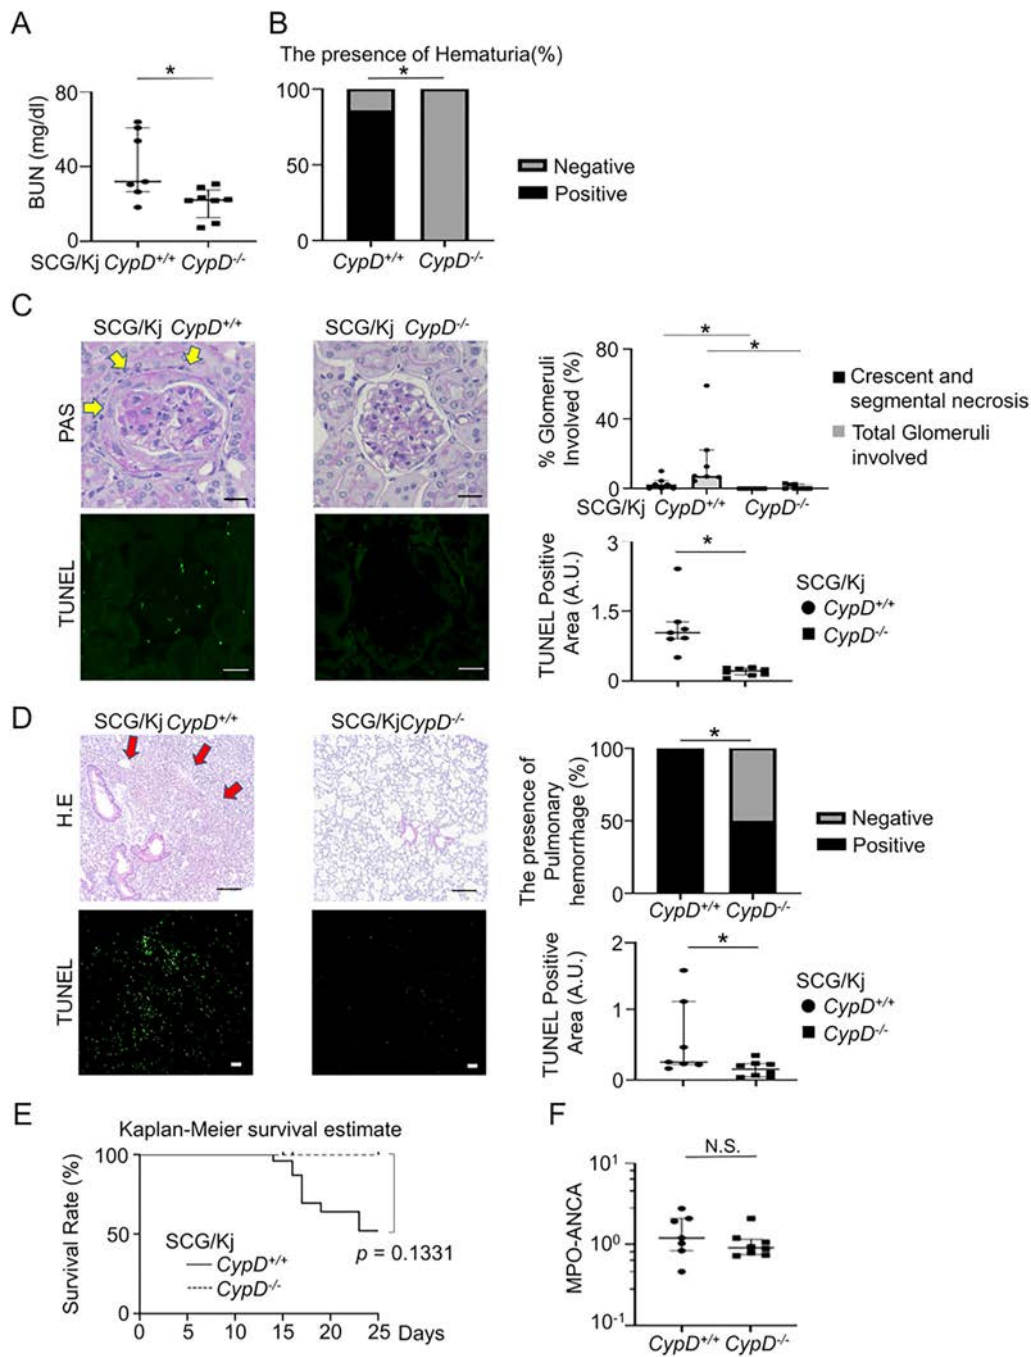 A
BUN (mg/dl)
80
40
0
*
SCG/Kj CypD+/+ CypD-/-
B
The presence of Hematuria(%)
*
100
50
0
CypD+/+ CypD-/-
Negative
Positive
C
SCG/Kj CypD+/+
SCG/Kj CypD-/-
PAS
TUNEL
% Glomeruli
Involved (%)
80
40
0
*
*
SCG/Kj CypD+/+ CypD-/-
Crescent and
segmental necrosis
Total Glomeruli
involved
TUNEL Positive
Area (A.U.)
3
1.5
0
*
SCG/Kj
CypD+/+
CypD-/-
D
SCG/Kj CypD+/+
SCG/KjCypD-/-
H.E
TUNEL
The presence of
Pulmonary
hemorrhage (%)
100
50
0
*
CypD+/+ CypD-/-
Negative
Positive
TUNEL Positive
Area (A.U.)
2
1
0
*
SCG/Kj
CypD+/+
CypD-/-
E
Kaplan-Meier survival estimate
Survival Rate (%)
100
50
0
SCG/Kj
CypD+/+
CypD-/-
p = 0.1331
0 5 10 15 20 25 Days
F
MPO-ANCA
N.S.
10¹
10⁰
10⁻¹
CypD+/+ CypD-/-